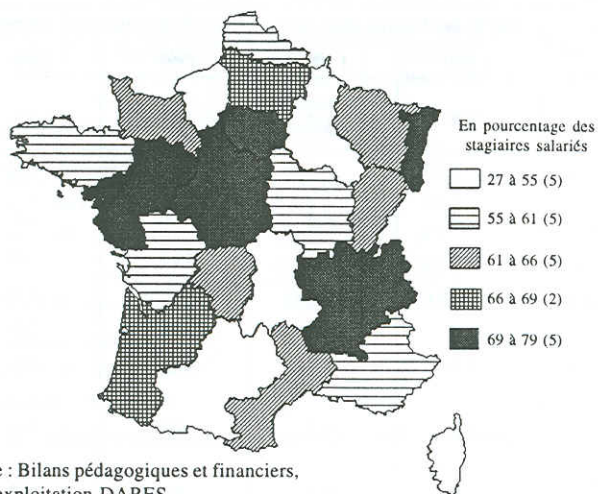 En pourcentage des
stagiaires salariés
27 à 55 (5)
55 à 61 (5)
61 à 66 (5)
66 à 69 (2)
69 à 79 (5)
: Bilans pédagogiques et financiers,
exploitation DARES